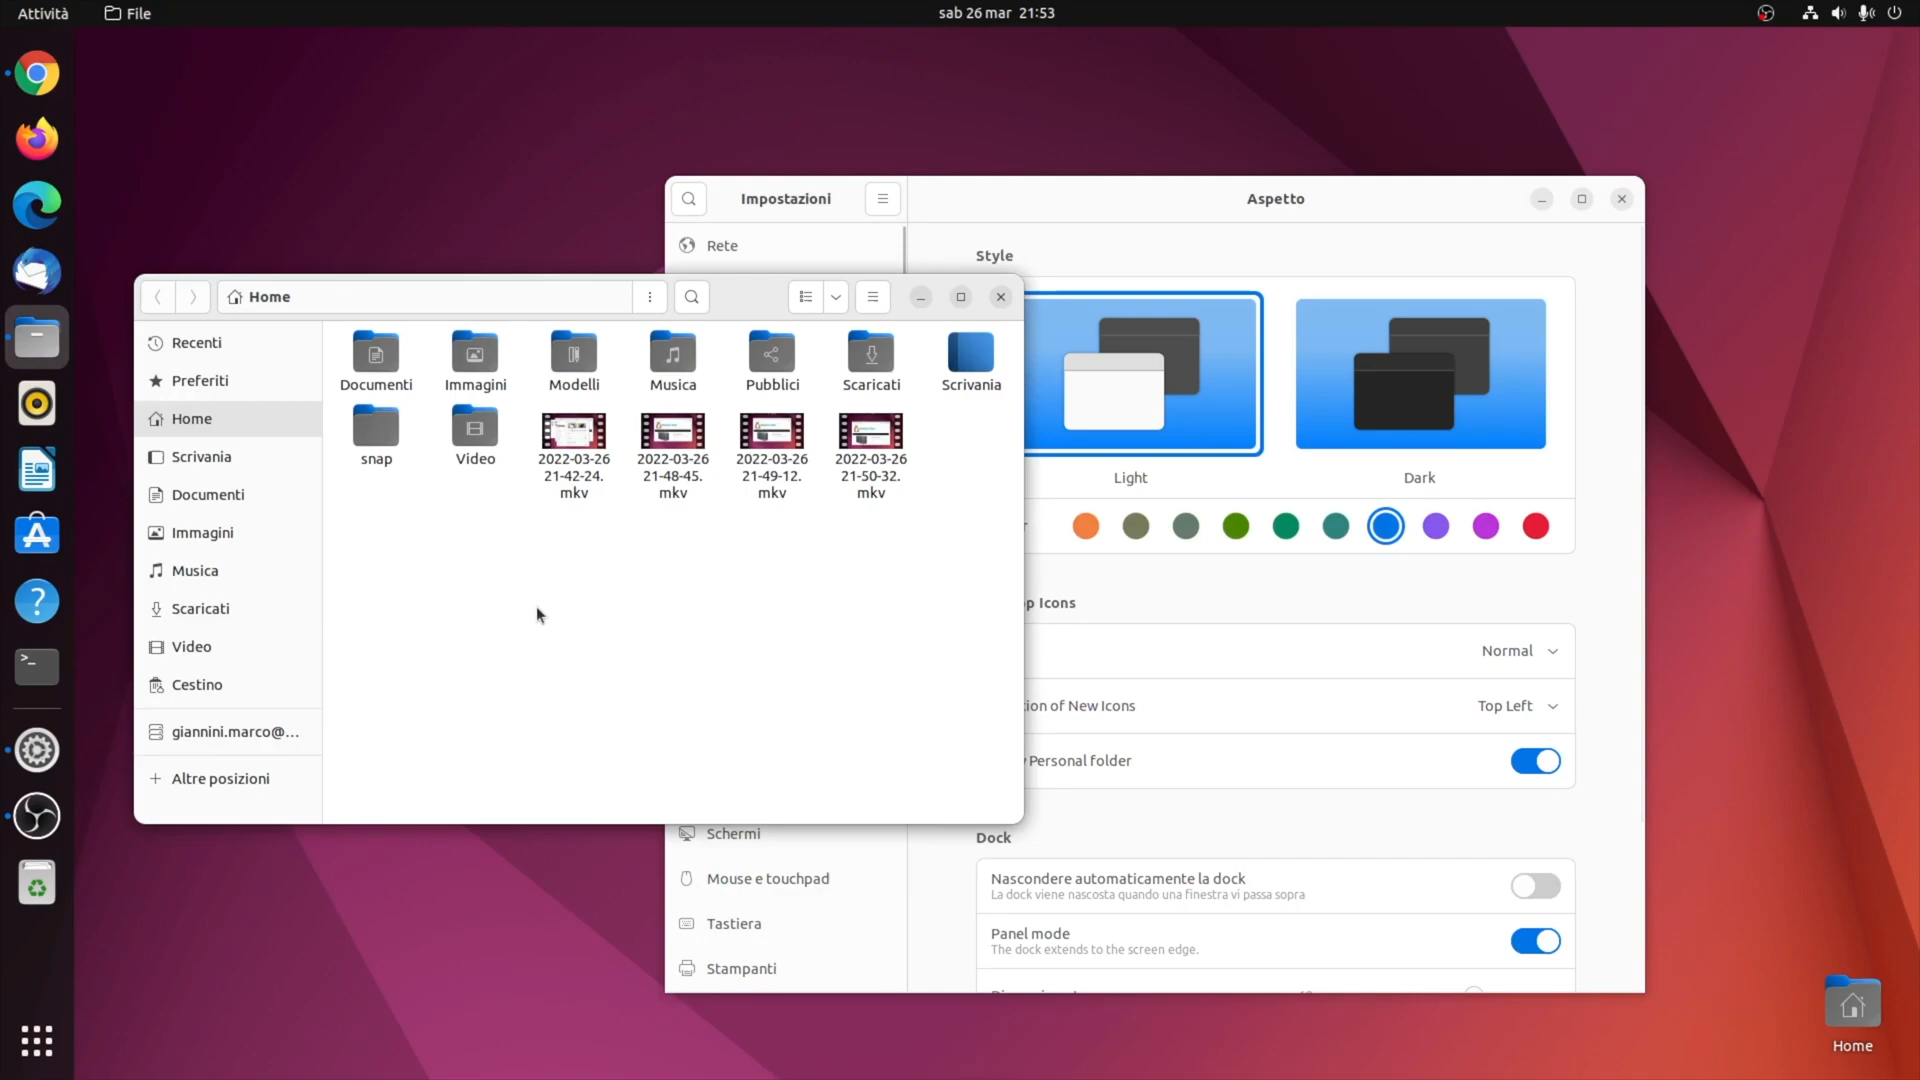 Attività
File
sab 26 mar 21:53
Impostazioni
Aspetto
Rete
Style
Home
Recenti
Preferiti
Home
Scrivania
Documenti
Immagini
Musica
Scaricati
Video
Cestino
giannini.marco@...
Altre posizioni
Documenti
Immagini
Modelli
Musica
Pubblici
Scaricati
Scrivania
snap
Video
2022-03-26
21-42-24.
mkv
2022-03-26
21-48-45.
mkv
2022-03-26
21-49-12.
mkv
2022-03-26
21-50-32.
mkv
Light
Dark
Icons
Normal
of New Icons
Top Left
Personal folder
Schermi
Mouse e touchpad
Tastiera
Stampanti
Dock
Nascondere automaticamente la dock
La dock viene nascosta quando una finestra vi passa sopra
Panel mode
The dock extends to the screen edge.
Home